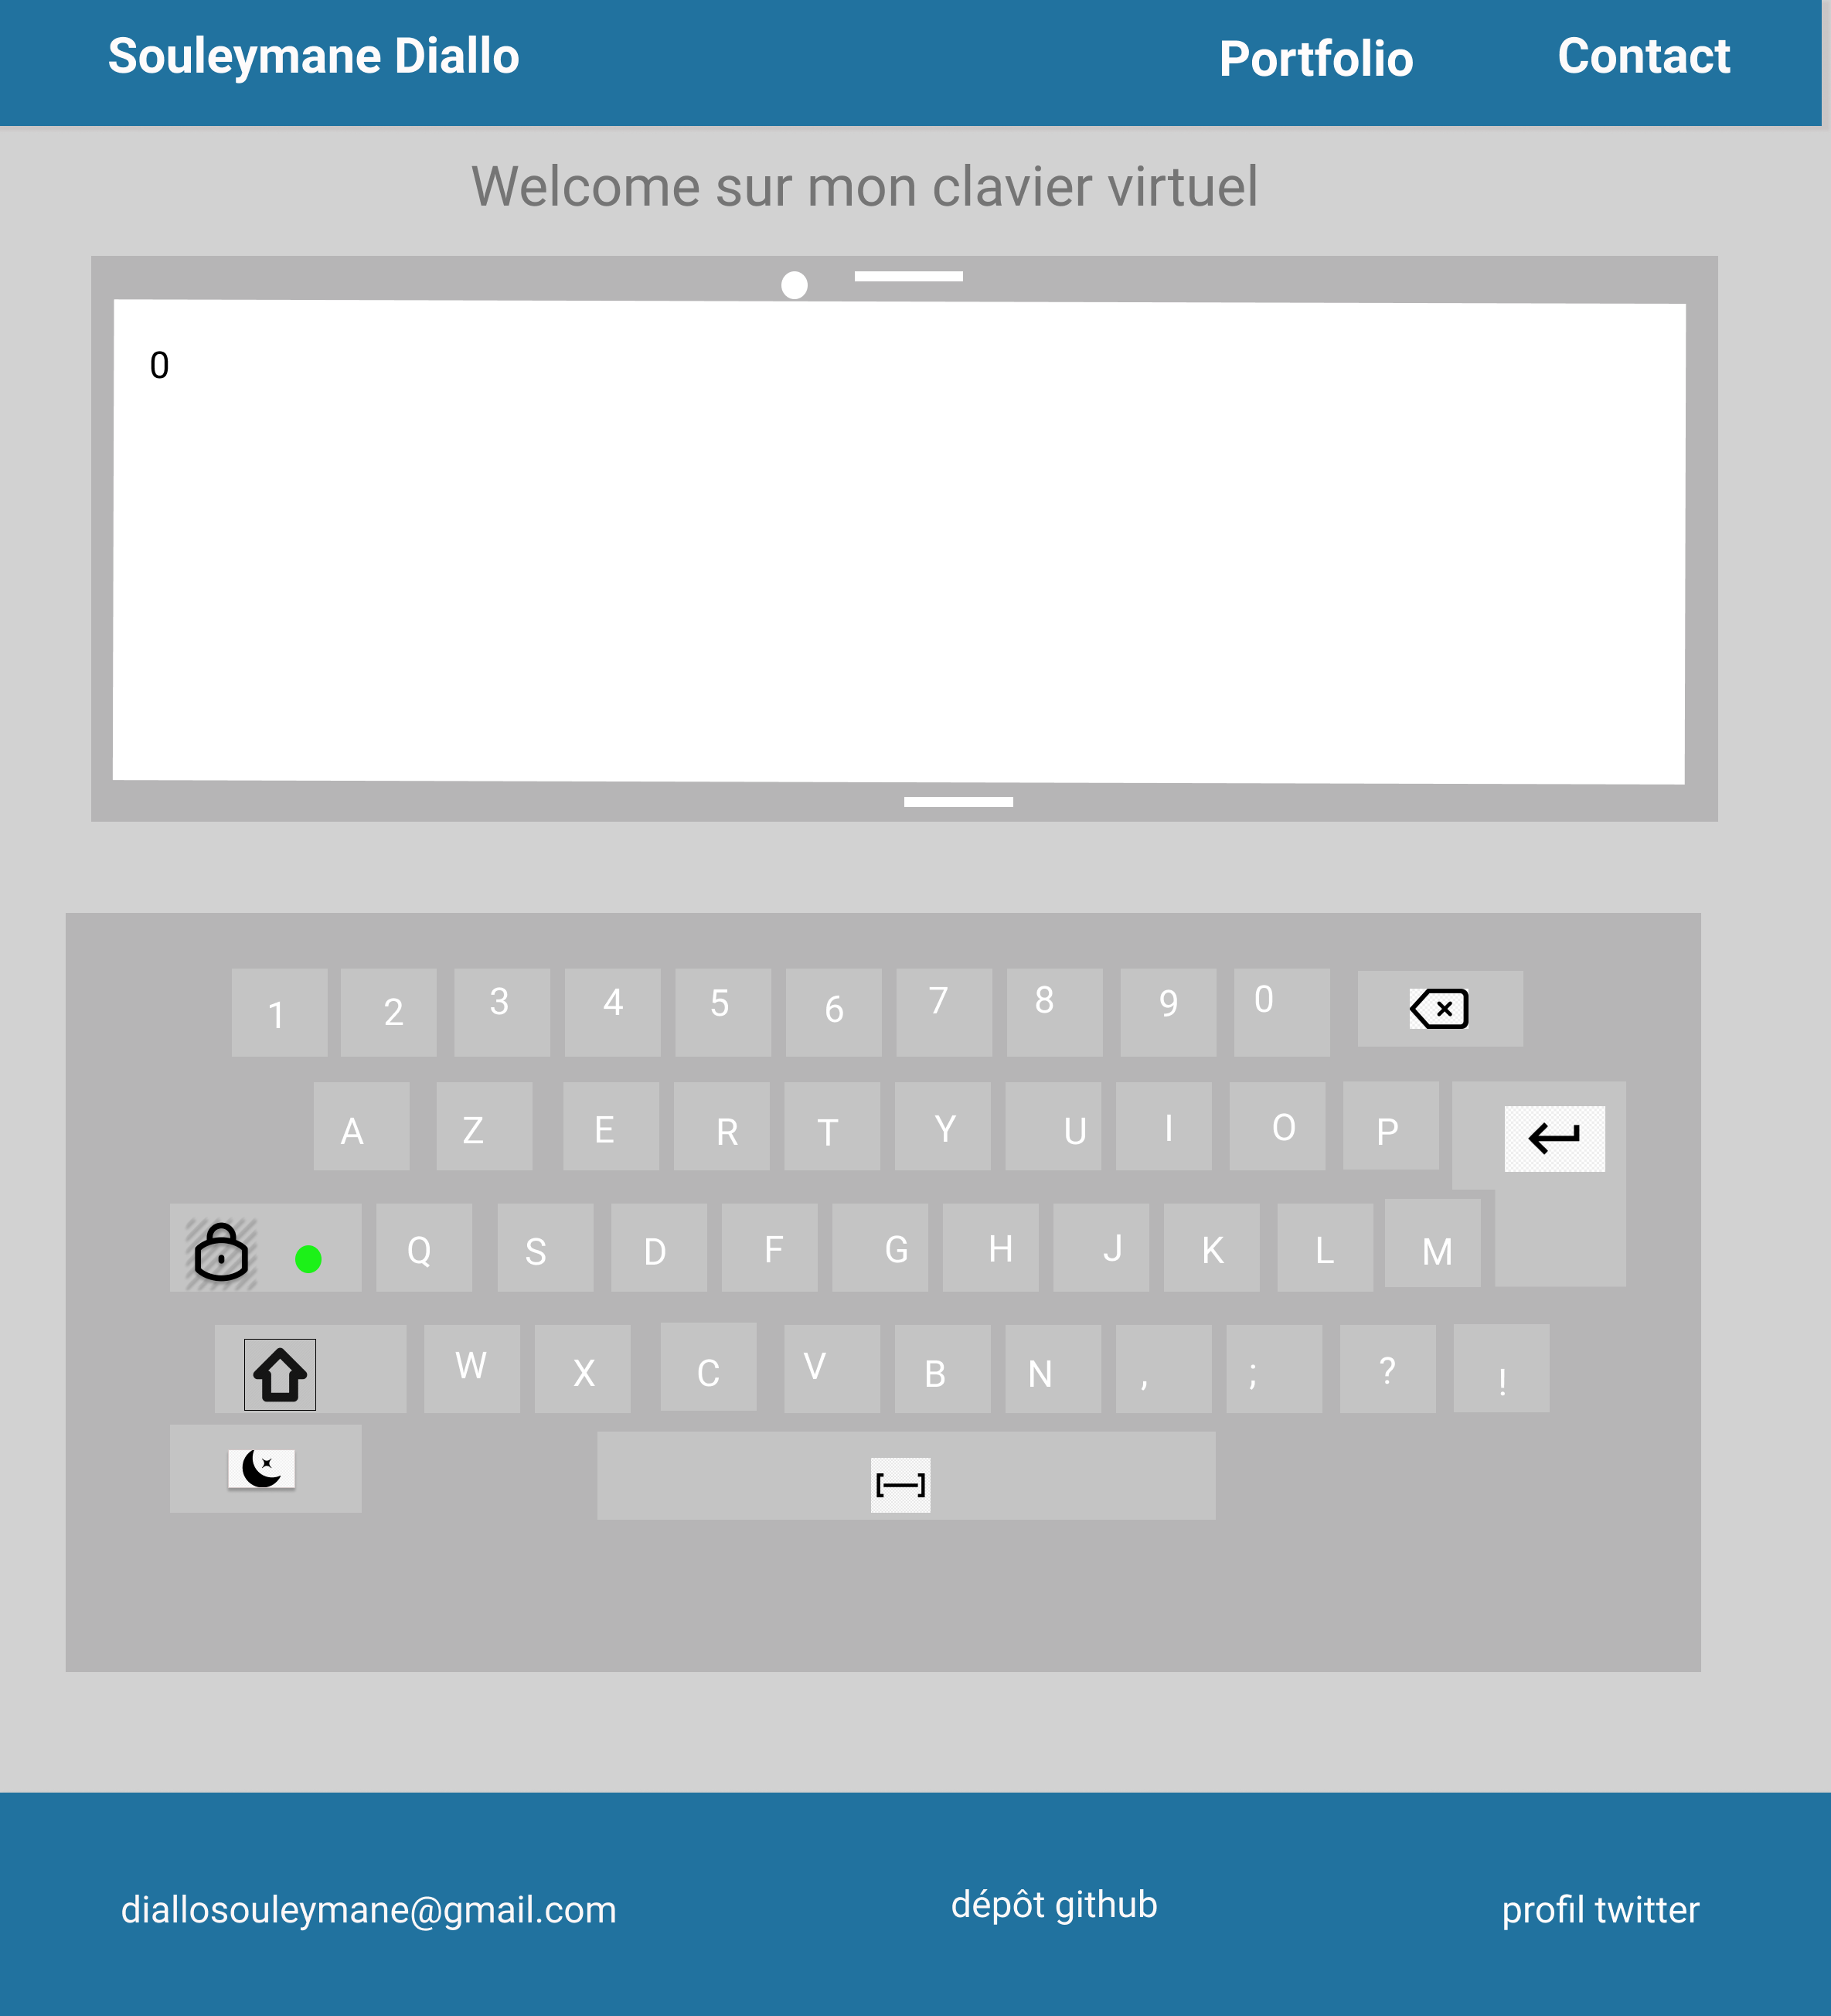 Souleymane Diallo Portfolio Contact
Welcome sur mon clavier virtuel
0
1 2 3 4 5 6 7 8 9 0
A Z E R T Y U I O P
Q S D F G H J K L M
W X C V B N , ; ? !
diallosouleymane@gmail.com dépôt github profil twitter